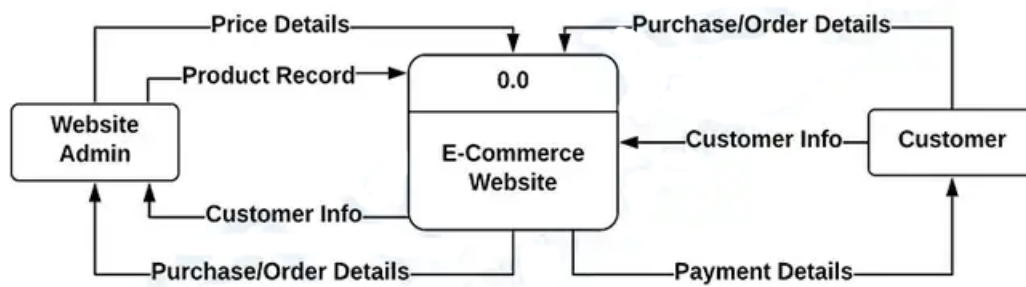 Price Details
Purchase/Order Details
Product Record
0.0
Website
Admin
E-Commerce
Website
Customer Info
Customer
Customer Info
Purchase/Order Details
Payment Details